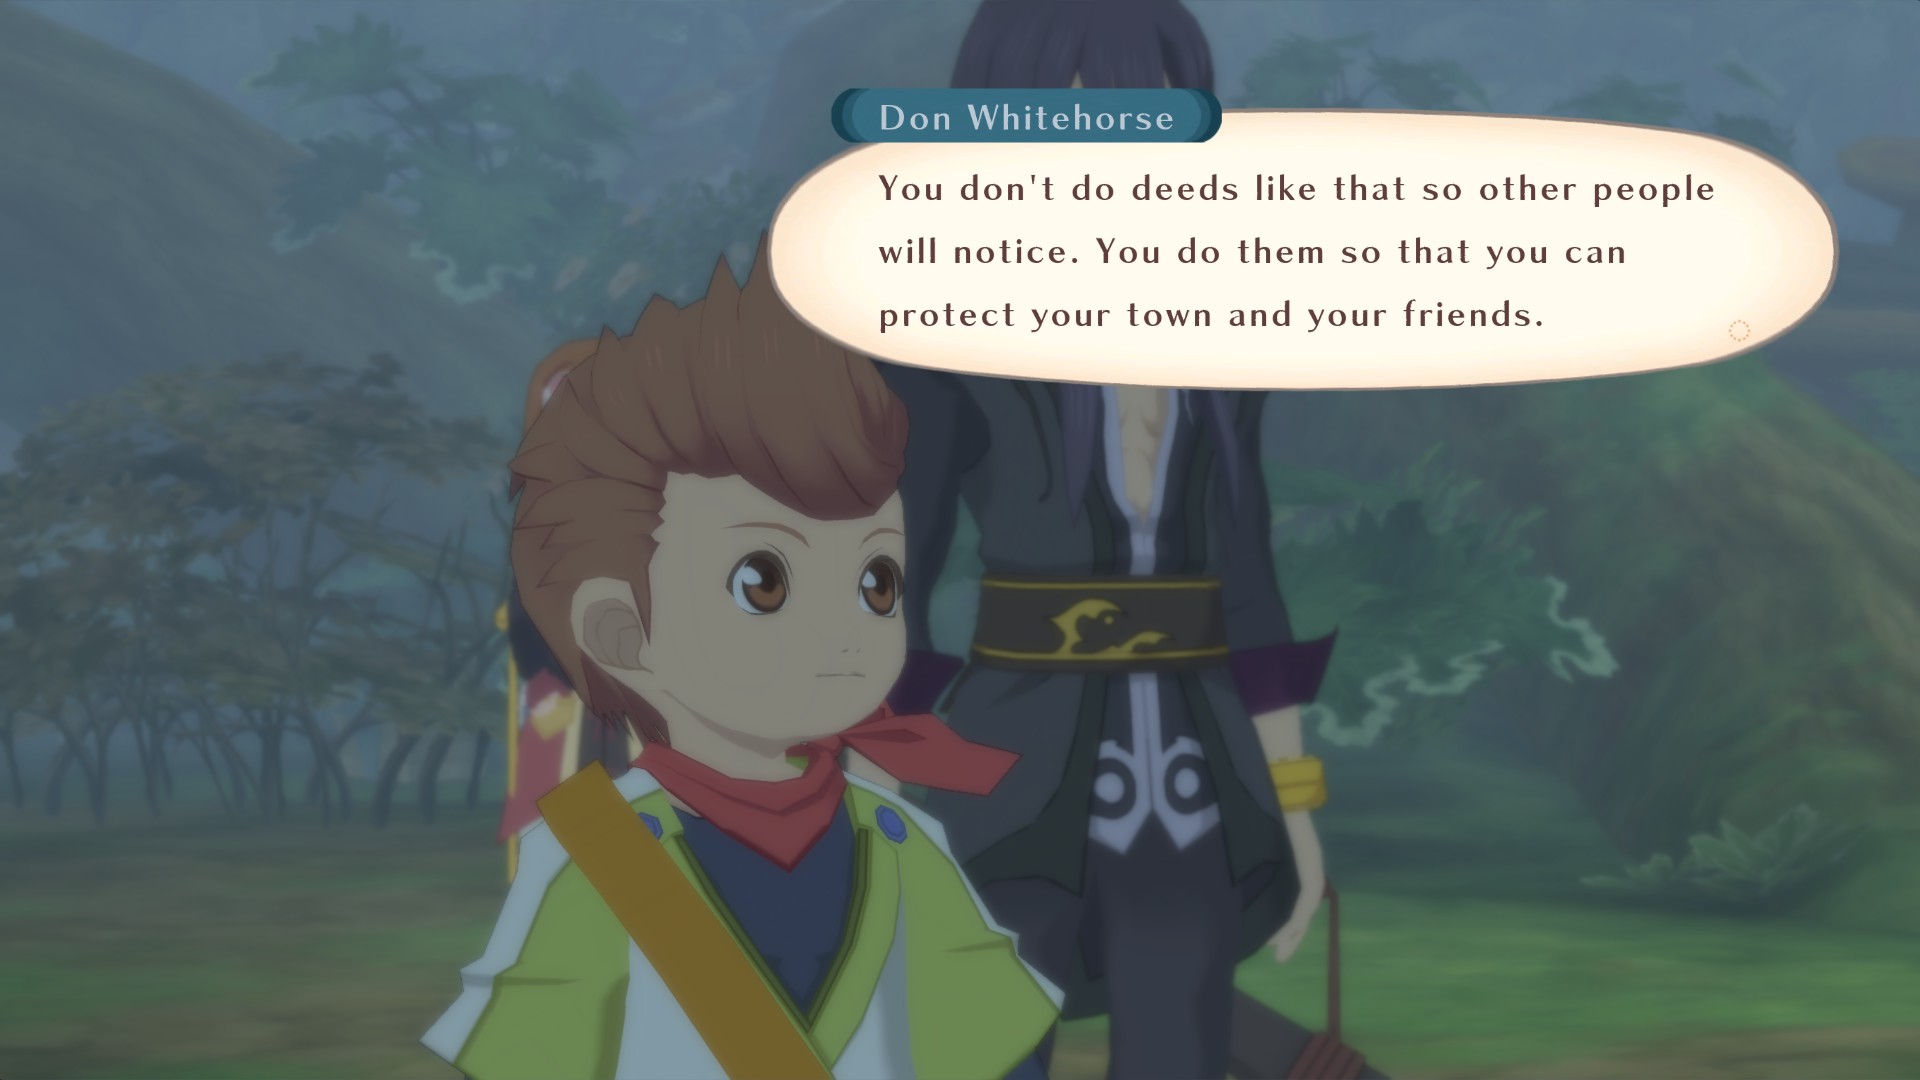 Don Whitehorse
You don't do deeds like that so other people
will notice. You do them so that you can
protect your town and your friends.